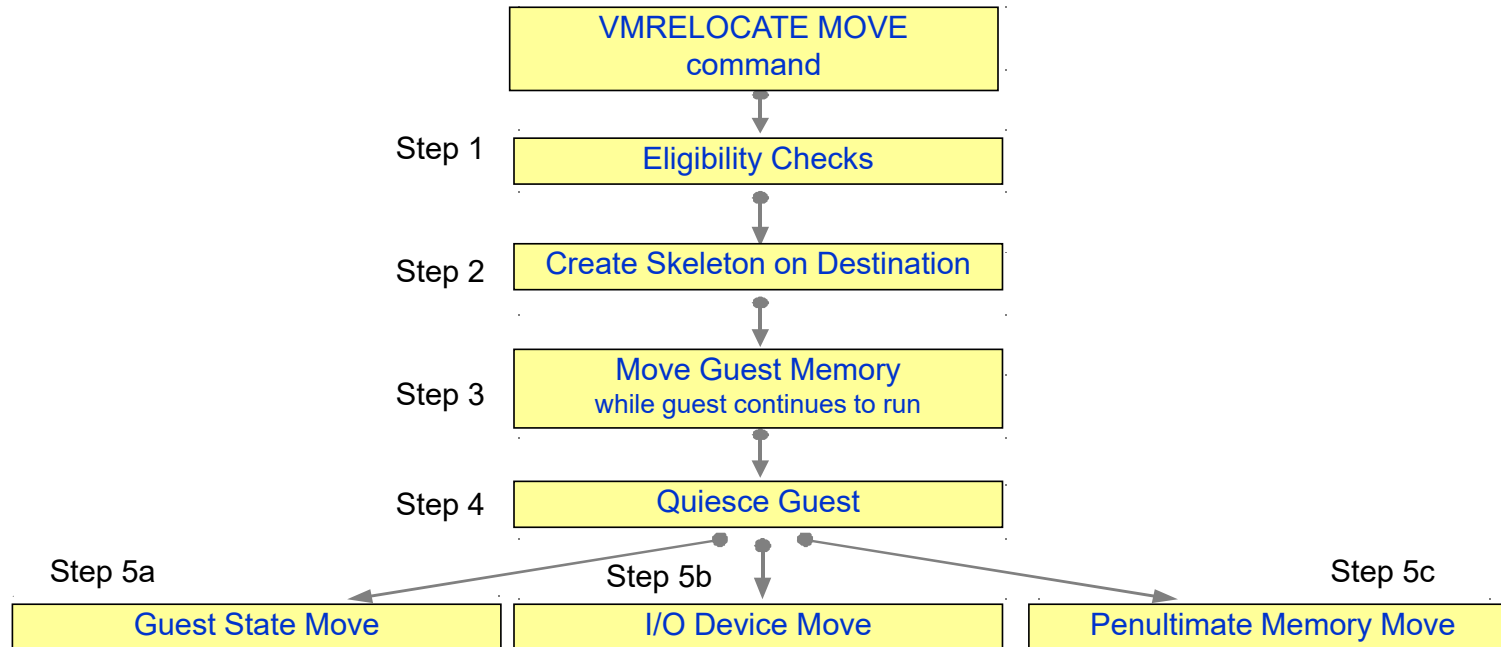 VMRELOCATE MOVE
command
Step 1
Eligibility Checks
Step 2
Create Skeleton on Destination
Step 3
Move Guest Memory
while guest continues to run
Step 4
Quiesce Guest
Step 5a
Step 5b
Step 5c
Guest State Move
I/O Device Move
Penultimate Memory Move